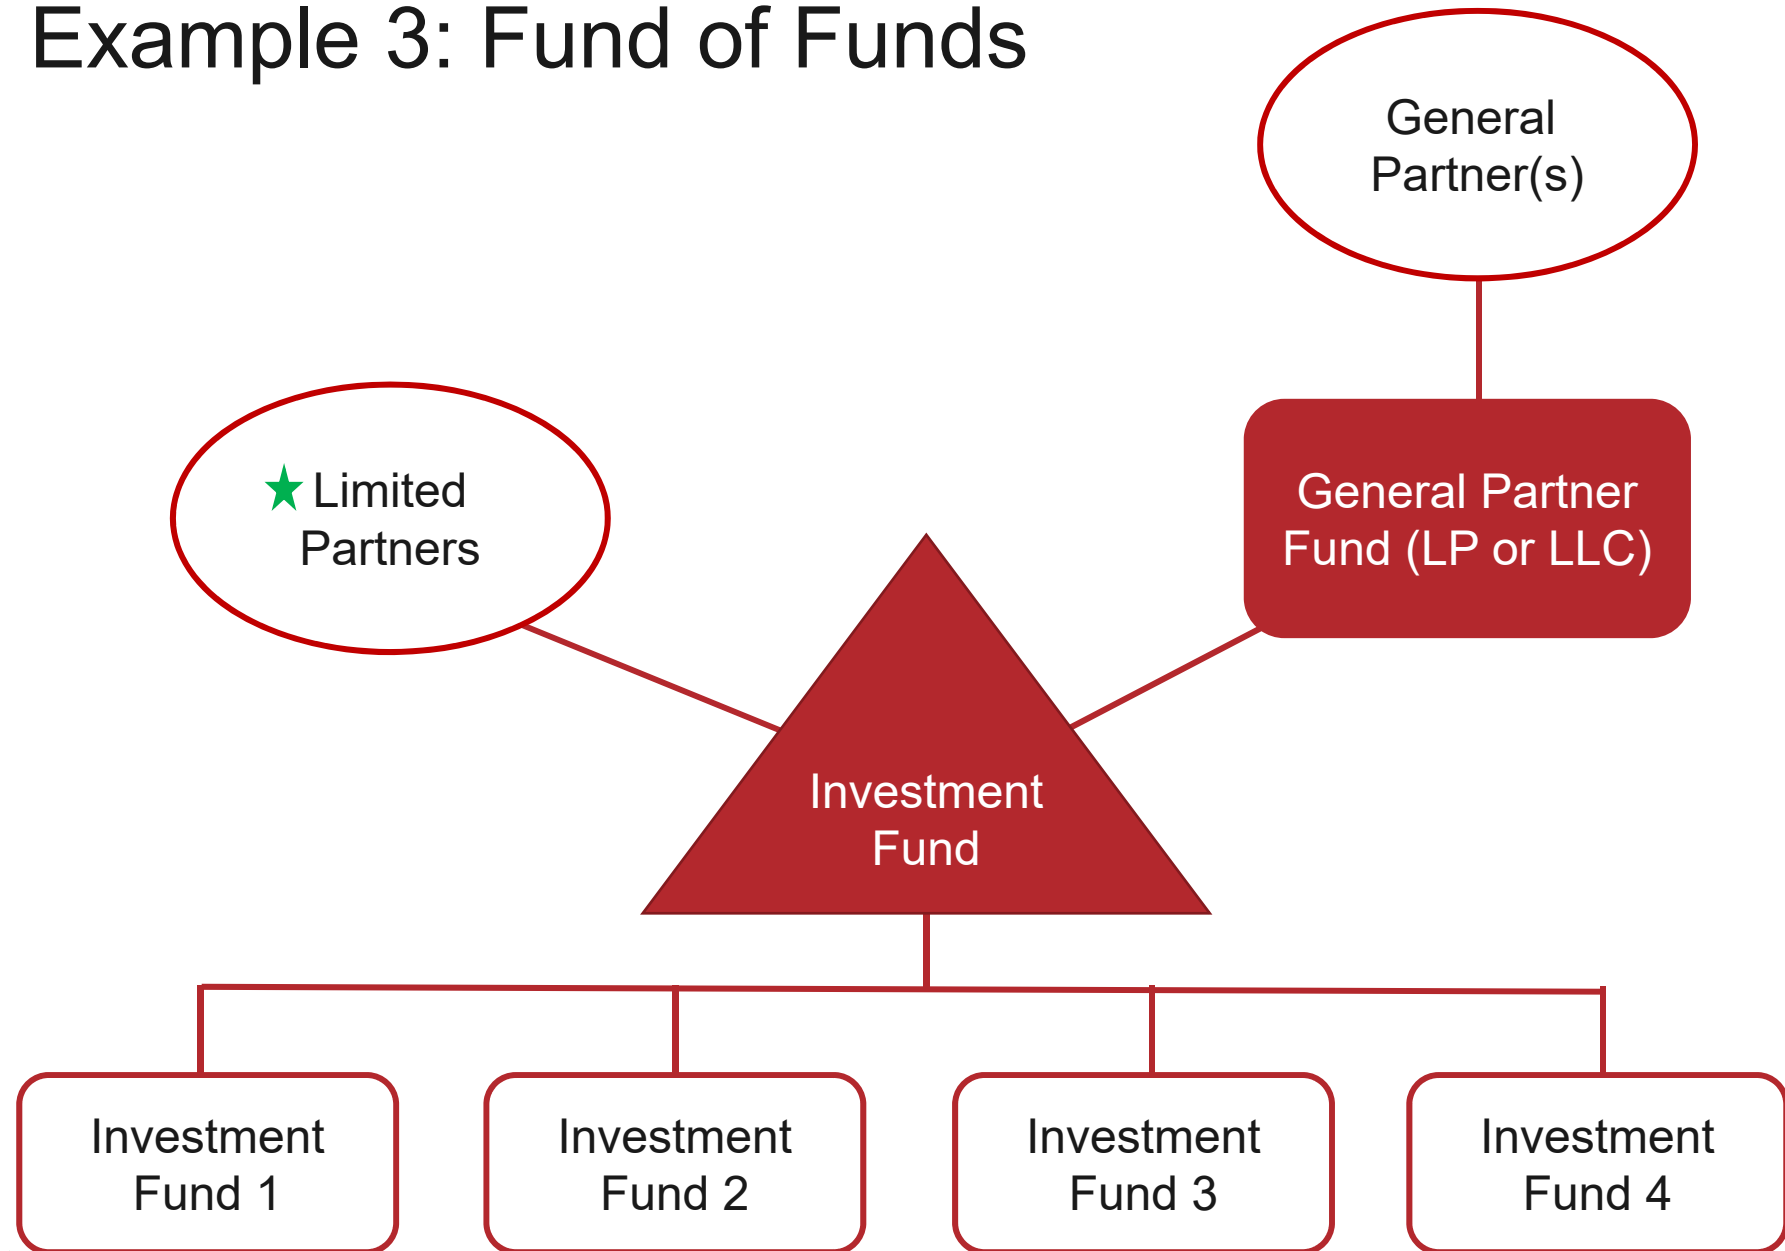 Example 3: Fund of Funds
General
Partner(s)
Limited
Partners
General Partner
Fund (LP or LLC)
Investment
Fund
Investment
Fund 1
Investment
Fund 2
Investment
Fund 3
Investment
Fund 4